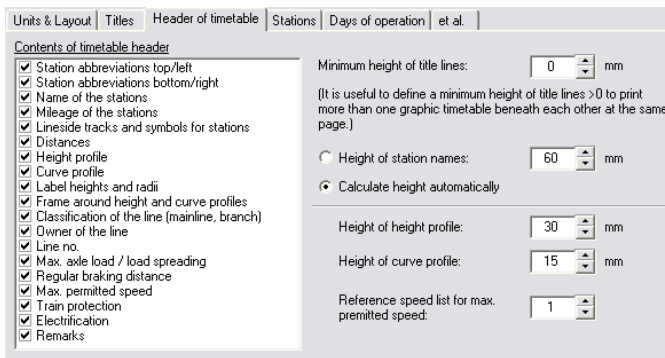 Units & Layout Titles Header of timetable Stations Days of operation et al.
Contents of timetable header
Station abbreviations top/left
Station abbreviations bottom/right
Name of the stations
Mileage of the stations
Lineside tracks and symbols for stations
Distances
Height profile
Curve profile
Label heights and radii
Frame around height and curve profiles
Classification of the line (mainline, branch)
Owner of the line
Line no.
Max. axle load / load spreading
Regular braking distance
Max. permitted speed
Train protection
Electrification
Remarks
Minimum height of title lines: 0 mm
(It is useful to define a minimum height of title lines >0 to print
more than one graphic timetable beneath each other at the same
page.)
Height of station names: 60 mm
Calculate height automatically
Height of height profile: 30 mm
Height of curve profile: 15 mm
Reference speed list for max.
premitted speed: 1